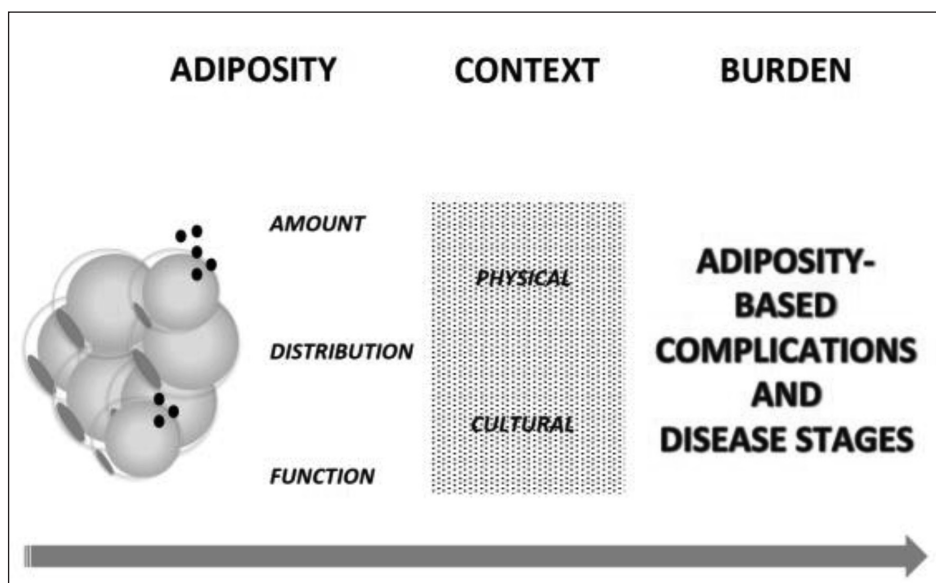 ADIPOSITY CONTEXT BURDEN
AMOUNT
DISTRIBUTION
FUNCTION
PHYSICAL
CULTURAL
ADIPOSITY-
BASED
COMPLICATIONS
AND
DISEASE STAGES